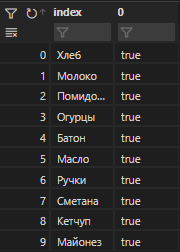 index 0
0 Хлеб true
1 Молоко true
2 Помидо... true
3 Огурцы true
4 Батон true
5 Масло true
6 Ручки true
7 Сметана true
8 Кетчуп true
9 Майонез true